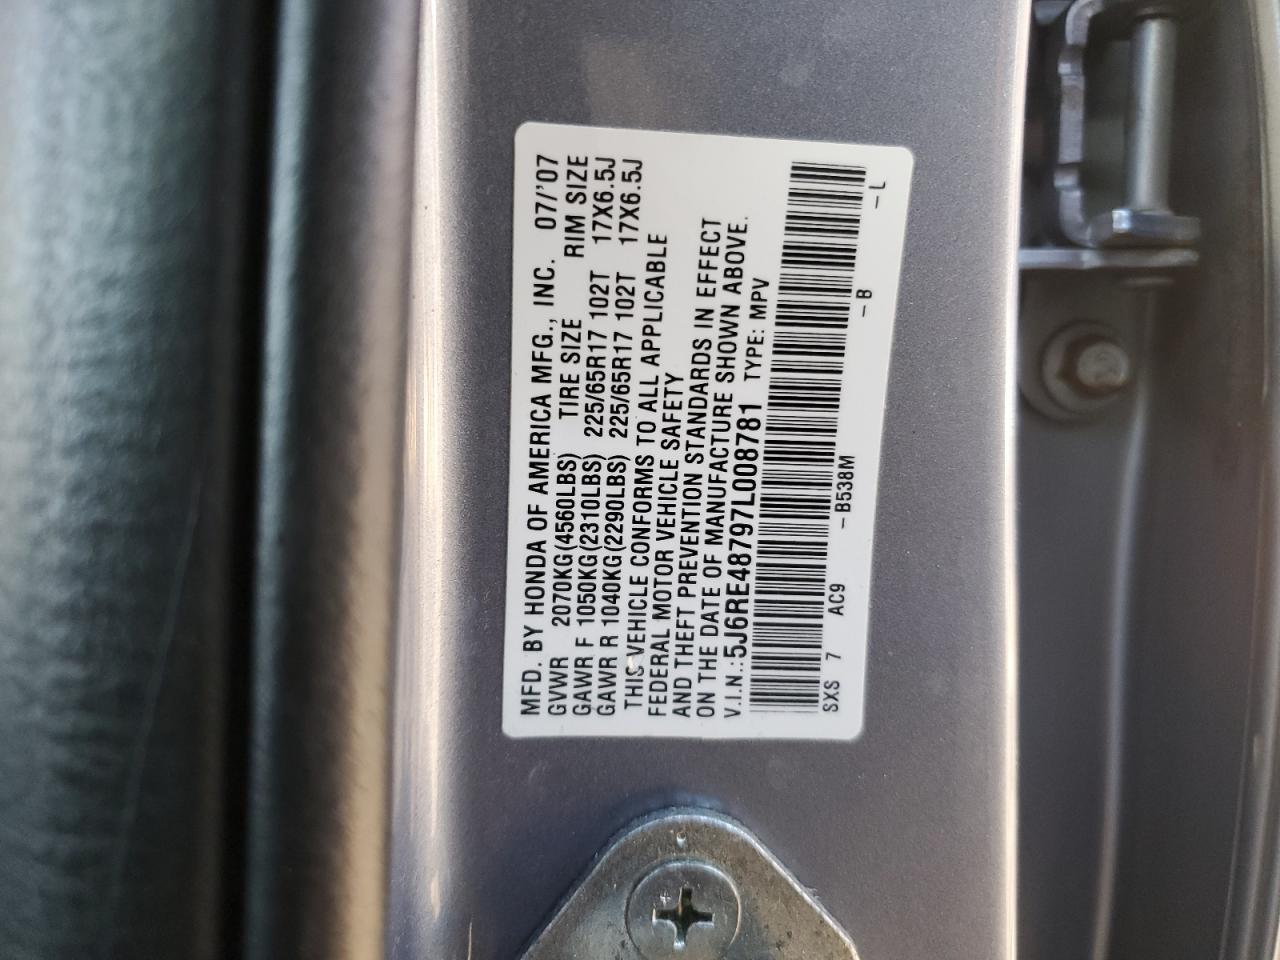 MFD. BY HONDA OF AMERICA MFG., INC. 07/'07
GVWR 2070KG(4560LBS) TIRE SIZE RIM SIZE
GAWR F 1050KG(2310LBS) 225/65R17 102T 17X6.5J
GAWR R 1040KG(2290LBS) 225/65R17 102T 17X6.5J
THIS VEHICLE CONFORMS TO ALL APPLICABLE
FEDERAL MOTOR VEHICLE SAFETY
AND THEFT PREVENTION STANDARDS IN EFFECT
ON THE DATE OF MANUFACTURE SHOWN ABOVE.
V.I.N.:5J6RE48797L008781 TYPE: MPV
SXS 7 AC9 -B538M -B -L